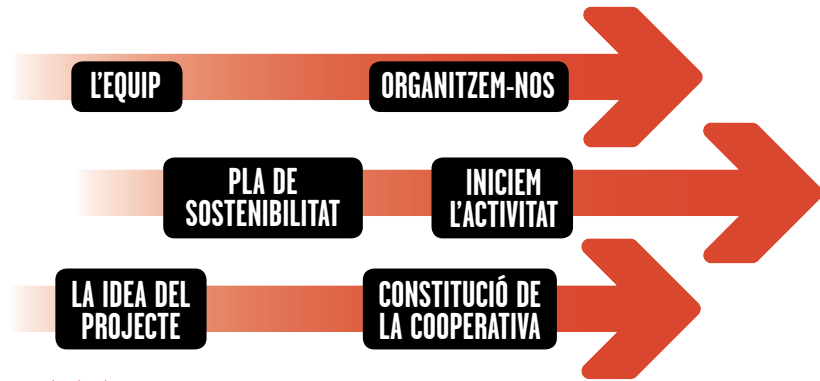 L'EQUIP
ORGANITZEM-NOS
PLA DE
SOSTENIBILITAT
INICIEM
L'ACTIVITAT
LA IDEA DEL
PROJECTE
CONSTITUCIÓ DE
LA COOPERATIVA